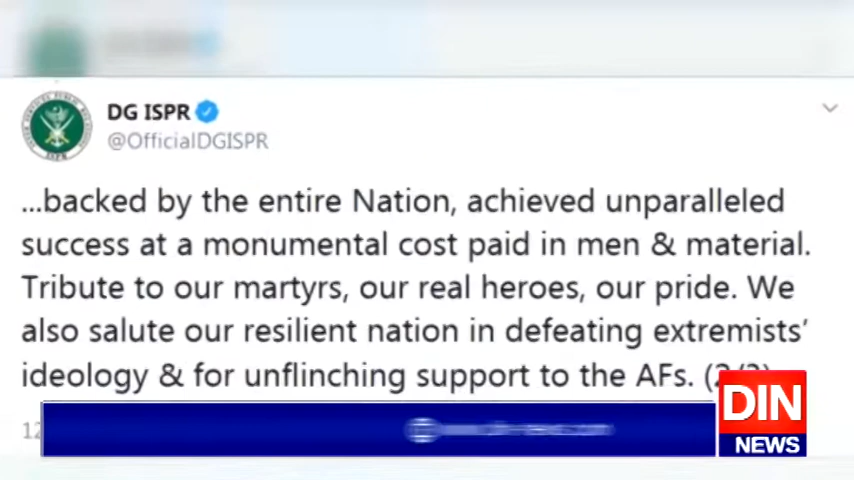 DG ISPR
@OfficialDGISPR
...backed by the entire Nation, achieved unparalleled
success at a monumental cost paid in men & material.
Tribute to our martyrs, our real heroes, our pride. We
also salute our resilient nation in defeating extremists'
ideology & for unflinching support to the AFs. (2/2)
DIN
NEWS